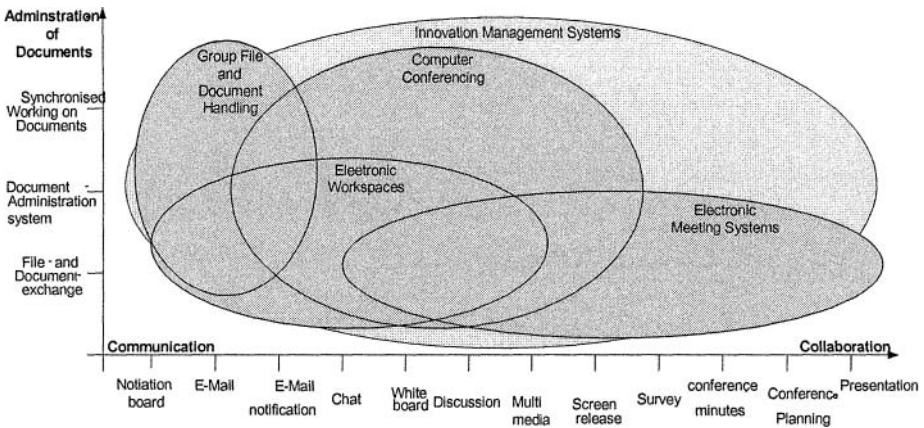 Adminstration
of
Documents
Synchronised
Working on
Documents
Document -
Administration
system
File - and
Document-
exchange
Innovation Management Systems
Group File
and
Document
Handling
Computer
Conferencing
Eleetronic
Workspaces
Electronic
Meeting Systems
Communication
Collaboration
Notiation
board
E-Mail
E-Mail
notification
Chat
White
board
Discussion
Multi
media
Screen
release
Survey
conference
minutes
Conference
Planning
Presentation